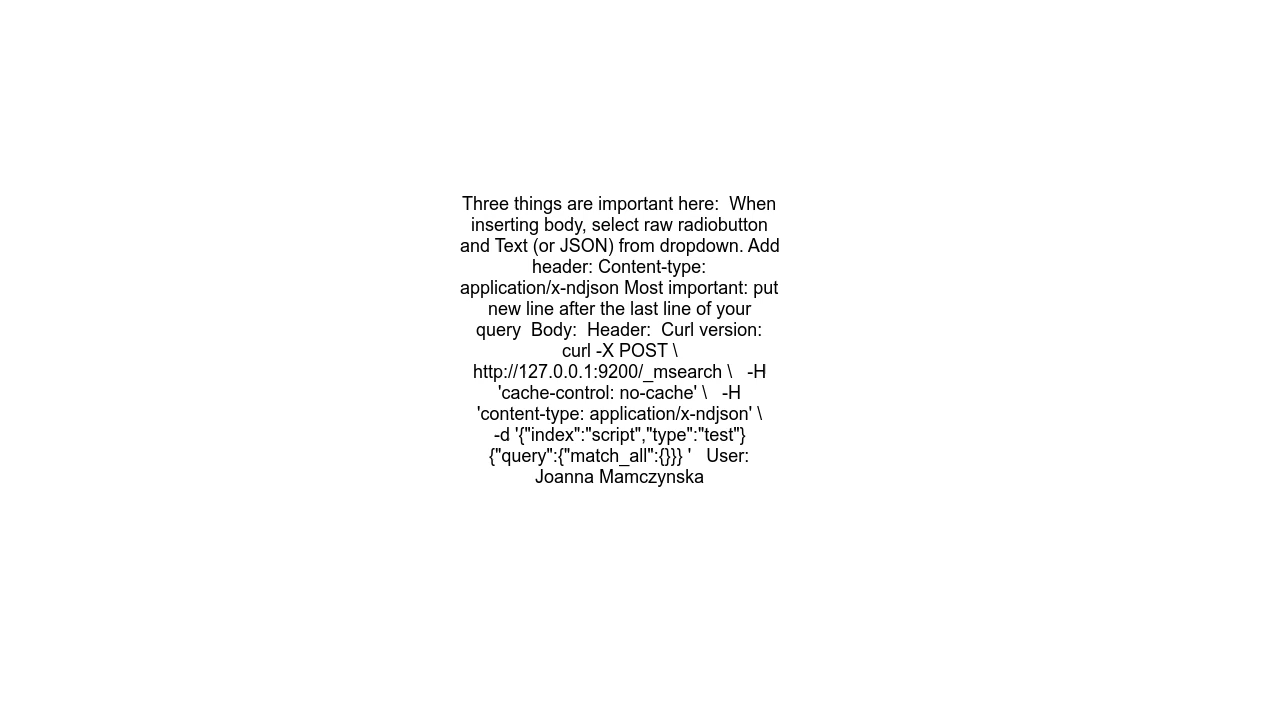 Three things are important here:  When
inserting body, select raw radiobutton
and Text (or JSON) from dropdown. Add
header: Content-type:
application/x-ndjson Most important: put
new line after the last line of your
query  Body:  Header:  Curl version:
curl -X POST \
http://127.0.0.1:9200/_msearch \   -H
'cache-control: no-cache' \   -H
'content-type: application/x-ndjson' \
-d '{"index":"script","type":"test"}
{"query":{"match_all":{}}} '   User:
Joanna Mamczynska